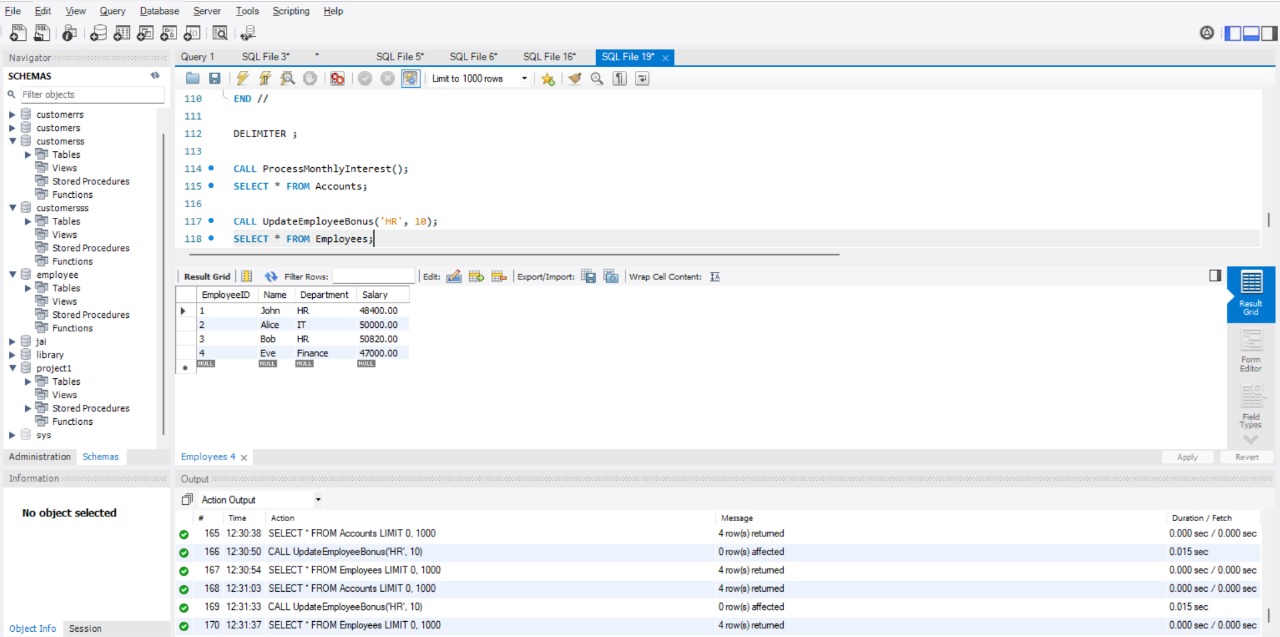 File Edit View Query Database Server Tools Scripting Help
Navigator
SCHEMAS
Filter objects
customerrs
customers
customerss
Tables
Views
Stored Procedures
Functions
customersss
Tables
Views
Stored Procedures
Functions
employee
Tables
Views
Stored Procedures
Functions
jai
library
project1
Tables
Views
Stored Procedures
Functions
sys
Administration Schemas
Information
No object selected
Object Info Session
Query 1 SQL File 3* * SQL File 5* SQL File 6* SQL File 16* SQL File 19*
Limit to 1000 rows
110 END //
111
112 DELIMITER ;
113
114 CALL ProcessMonthlyInterest();
115 SELECT * FROM Accounts;
116
117 CALL UpdateEmployeeBonus('HR', 10);
118 SELECT * FROM Employees;
Result Grid Filter Rows: Edit: Export/Import: Wrap Cell Content:
EmployeeID Name Department Salary
1 John HR 48400.00
2 Alice IT 50000.00
3 Bob HR 50820.00
4 Eve Finance 47000.00
NULL NULL NULL NULL
Result
Grid
Form
Editor
Field
Types
Employees 4 Apply Revert
Output
Action Output
# Time Action Message Duration / Fetch
165 12:30:38 SELECT * FROM Accounts LIMIT 0, 1000 4 row(s) returned 0.000 sec / 0.000 sec
166 12:30:50 CALL UpdateEmployeeBonus('HR', 10) 0 row(s) affected 0.015 sec
167 12:30:54 SELECT * FROM Employees LIMIT 0, 1000 4 row(s) returned 0.000 sec / 0.000 sec
168 12:31:03 SELECT * FROM Accounts LIMIT 0, 1000 4 row(s) returned 0.000 sec / 0.000 sec
169 12:31:33 CALL UpdateEmployeeBonus('HR', 10) 0 row(s) affected 0.015 sec
170 12:31:37 SELECT * FROM Employees LIMIT 0, 1000 4 row(s) returned 0.000 sec / 0.000 sec